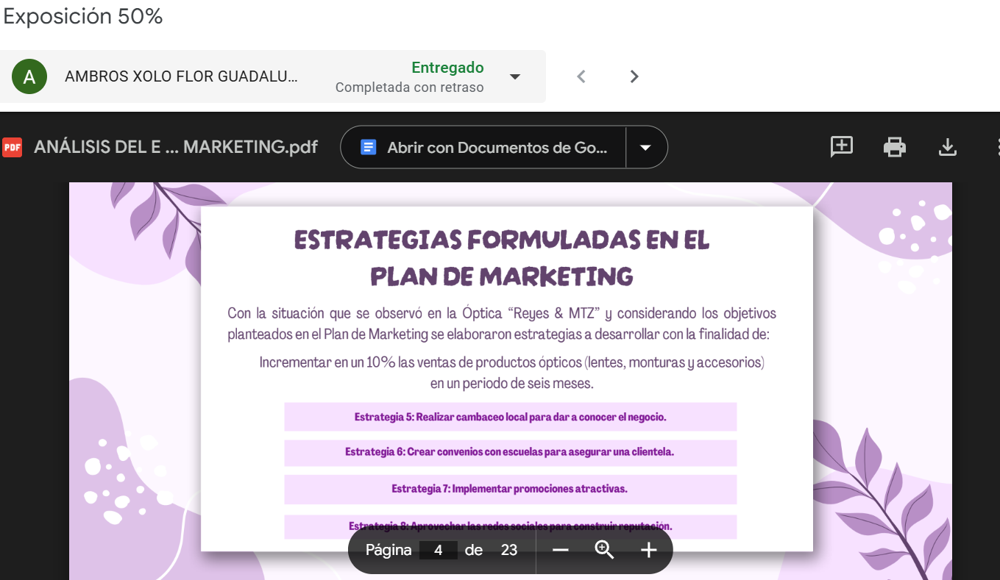 Exposición 50%
A
AMBROS XOLO FLOR GUADALU...
Entregado
Completada con retraso
PDF
ANÁLISIS DEL E ... MARKETING.pdf
Abrir con Documentos de Go...
ESTRATEGIAS FORMULADAS EN EL
PLAN DE MARKETING
Con la situación que se observó en la Óptica “Reyes & MTZ” y considerando los objetivos
planteados en el Plan de Marketing se elaboraron estrategias a desarrollar con la finalidad de:
Incrementar en un 10% las ventas de productos ópticos (lentes, monturas y accesorios)
en un periodo de seis meses.
Estrategia 5: Realizar cambaceo local para dar a conocer el negocio.
Estrategia 6: Crear convenios con escuelas para asegurar una clientela.
Estrategia 7: Implementar promociones atractivas.
Estrategia 8: Aprovechar las redes sociales para construir reputación.
Página 4 de 23